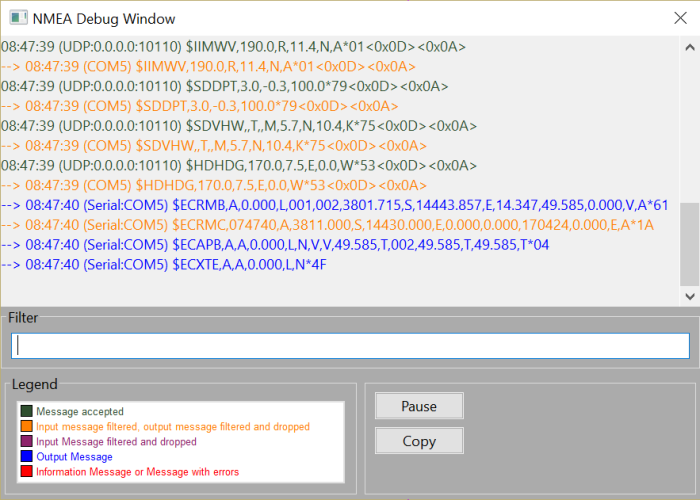 NMEA Debug Window
08:47:39 (UDP:0.0.0.0:10110) $IIMWV,190.0,R,11.4,N,A*01<0x0D><0x0A>
--> 08:47:39 (COM5) $IIMWV,190.0,R,11.4,N,A*01<0x0D><0x0A>
08:47:39 (UDP:0.0.0.0:10110) $SDDPT,3.0,-0.3,100.0*79<0x0D><0x0A>
--> 08:47:39 (COM5) $SDDPT,3.0,-0.3,100.0*79<0x0D><0x0A>
08:47:39 (UDP:0.0.0.0:10110) $SDVHW,,T,,M,5.7,N,10.4,K*75<0x0D><0x0A>
--> 08:47:39 (COM5) $SDVHW,,T,,M,5.7,N,10.4,K*75<0x0D><0x0A>
08:47:39 (UDP:0.0.0.0:10110) $HDHDG,170.0,7.5,E,0.0,W*53<0x0D><0x0A>
--> 08:47:39 (COM5) $HDHDG,170.0,7.5,E,0.0,W*53<0x0D><0x0A>
--> 08:47:40 (Serial:COM5) $ECRMB,A,0.000,L,001,002,3801.715,S,14443.857,E,14.347,49.585,0.000,V,A*61
--> 08:47:40 (Serial:COM5) $ECRMC,074740,A,3811.000,S,14430.000,E,0.000,0.000,170424,0.000,E,A*1A
--> 08:47:40 (Serial:COM5) $ECAPB,A,A,0.000,L,N,V,V,49.585,T,002,49.585,T,49.585,T*04
--> 08:47:40 (Serial:COM5) $ECXTE,A,A,0.000,L,N*4F
Filter
Legend
Message accepted
Input message filtered, output message filtered and dropped
Input Message filtered and dropped
Output Message
Information Message or Message with errors
Pause
Copy